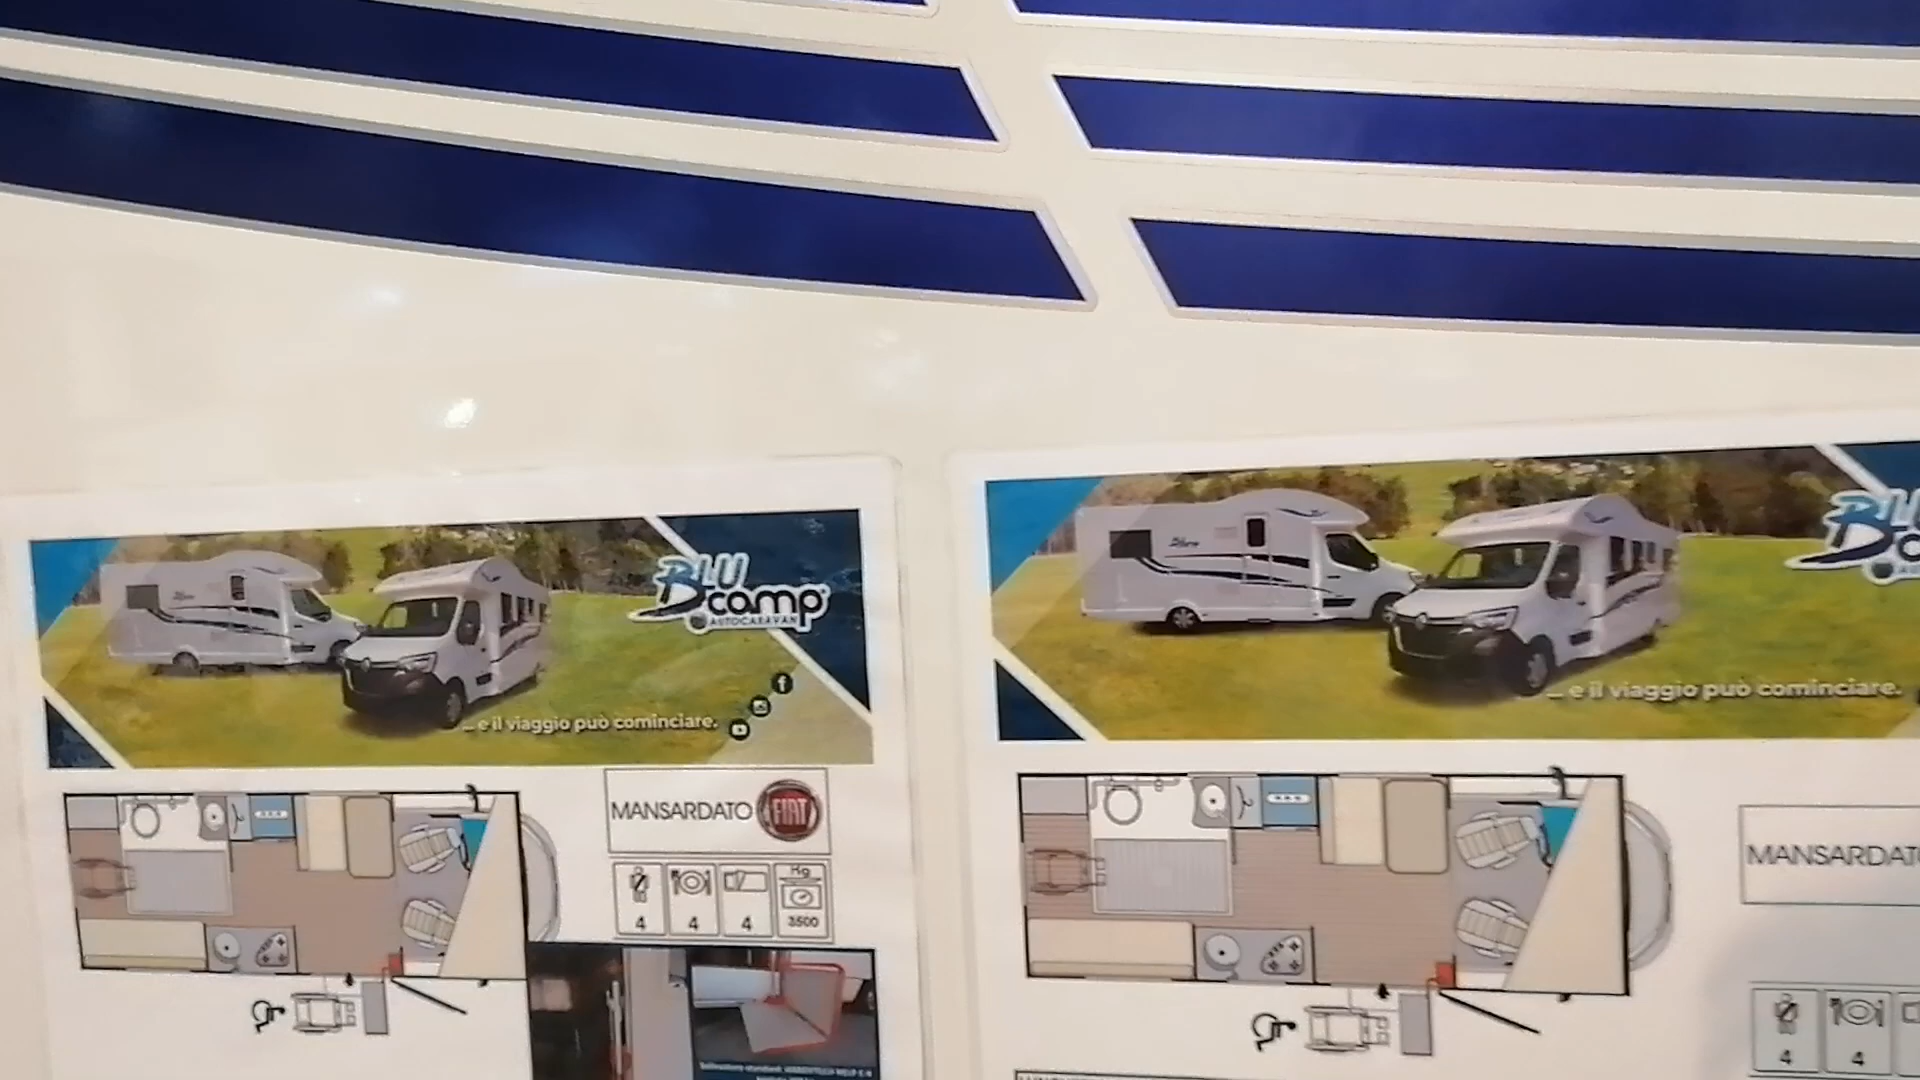 BLU
camp
AUTOCARAVAN
... e il viaggio può cominciare.
MANSARDATO FIAT
Kg
4 4 4 3500
BLU
... e il viaggio può cominciare.
MANSARDATO
4 4